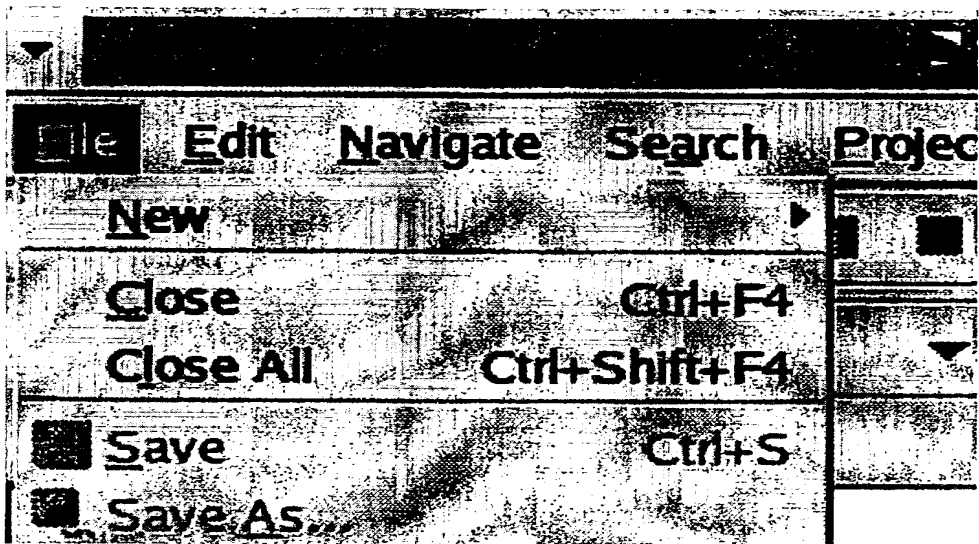 File Edit Navigate Search Projec
New
Close Ctrl+F4
Close All Ctrl+Shift+F4
Save Ctrl+S
Save As...